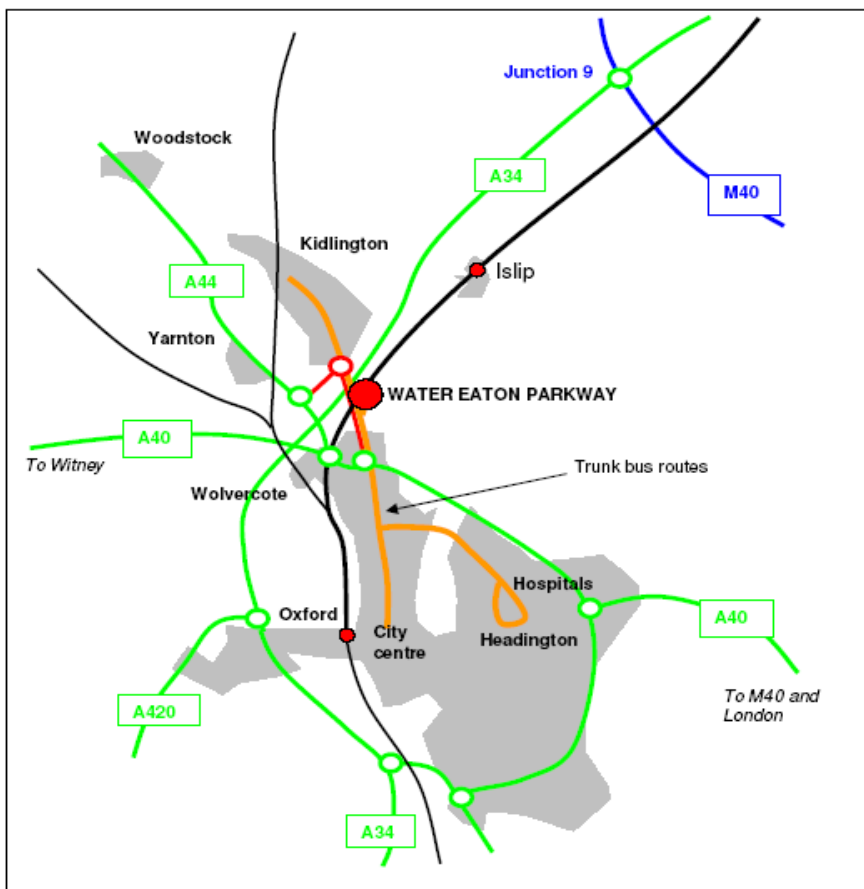 Junction 9
Woodstock
A34
M40
Kidlington
Islip
A44
Yarnton
WATER EATON PARKWAY
A40
To Witney
Trunk bus routes
Wolvercote
Hospitals
Oxford
City
centre
Headington
A40
To M40 and
London
A420
A34